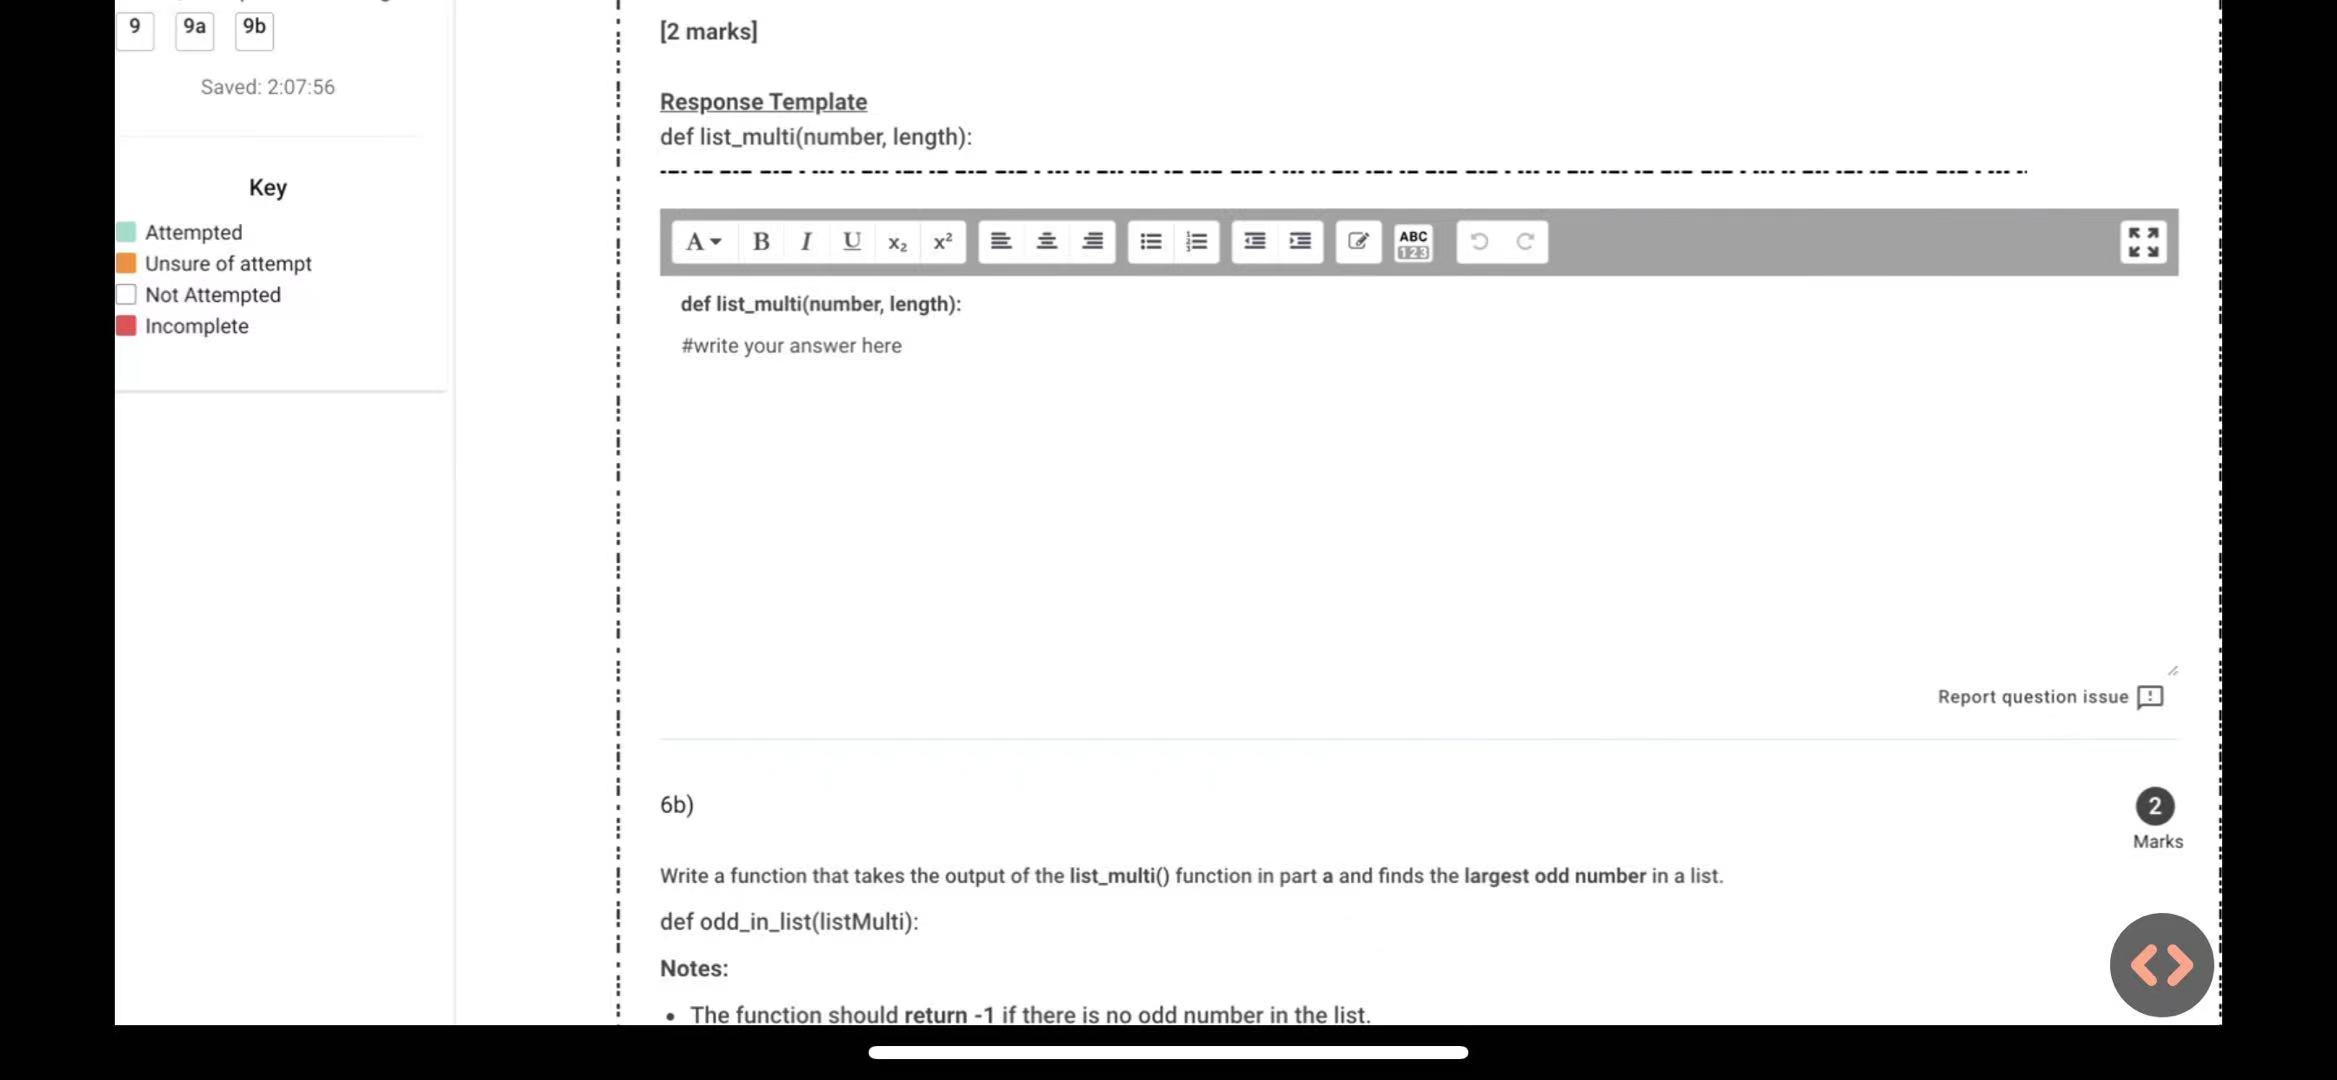 9 9a 9b
Saved: 2:07:56
Key
Attempted
Unsure of attempt
Not Attempted
Incomplete
[2 marks]
Response Template
def list_multi(number, length):
A B I U x₂ x² ABC 123
def list_multi(number, length):
#write your answer here
Report question issue
6b)
2
Marks
Write a function that takes the output of the list_multi() function in part a and finds the largest odd number in a list.
def odd_in_list(listMulti):
Notes:
• The function should return -1 if there is no odd number in the list.